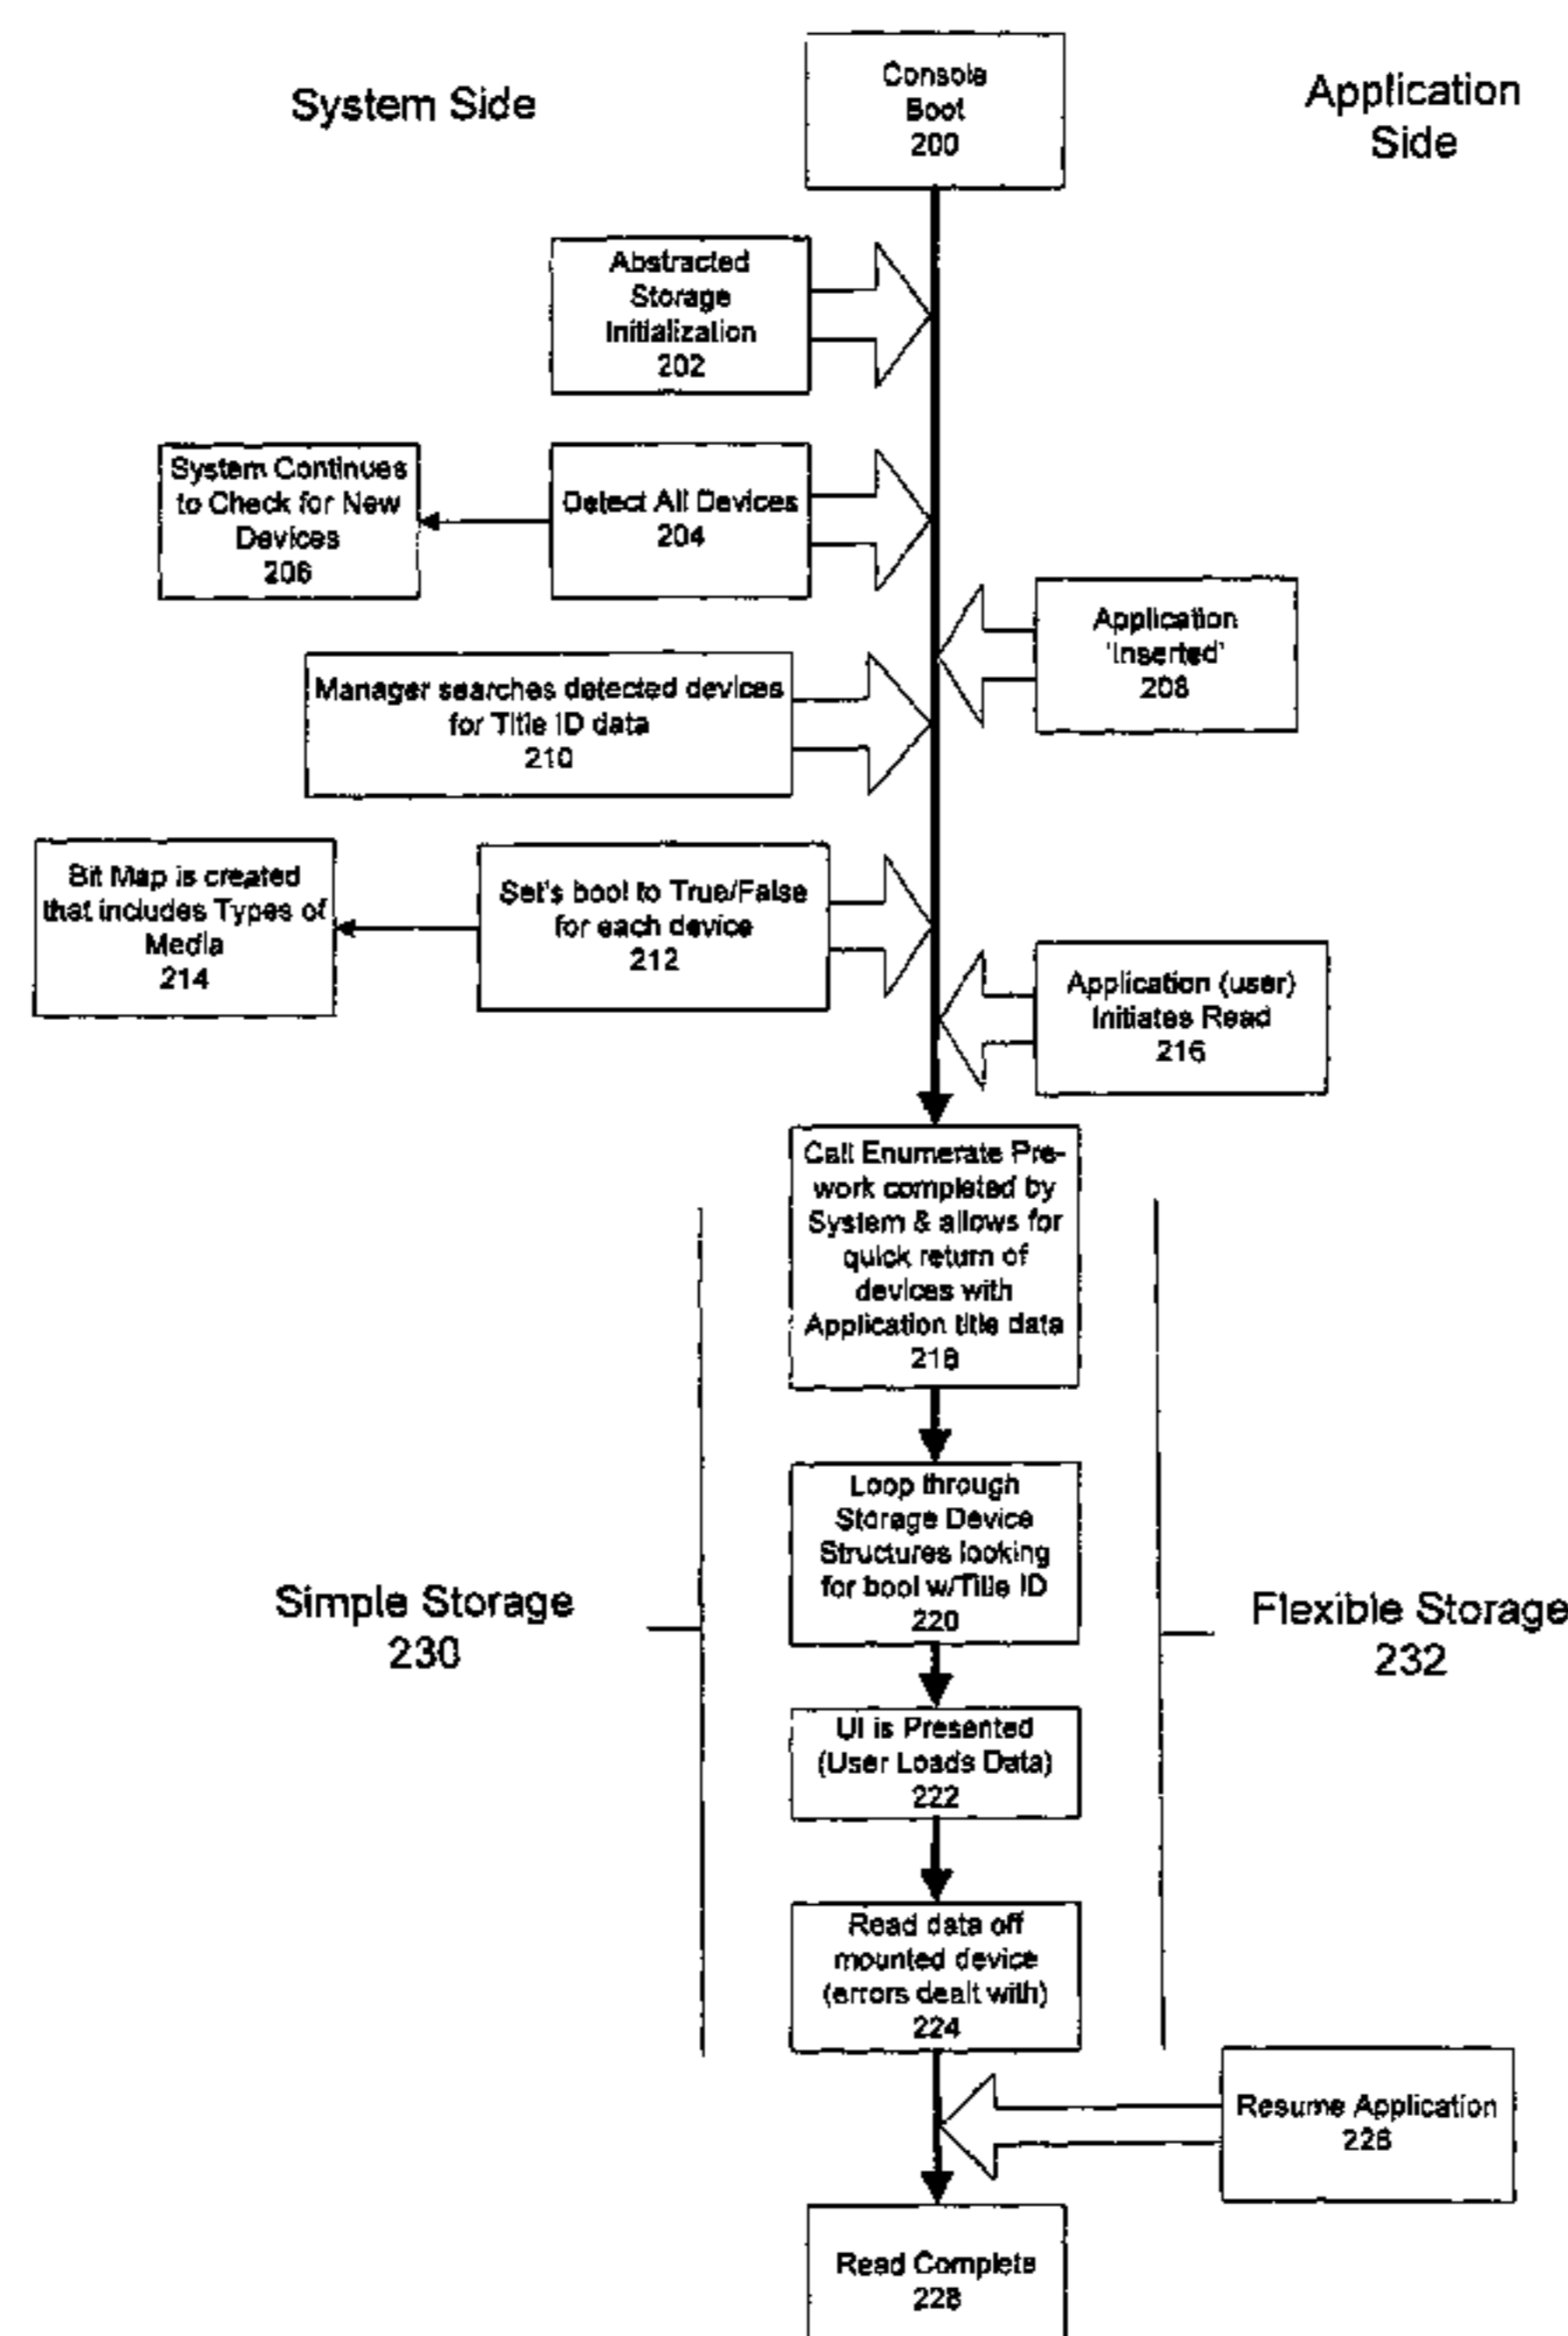 System Side
Console
Boot
200
Application
Side
Abstracted
Storage
Initialization
202
System Continues
to Check for New
Devices
206
Detect All Devices
204
Application
'Inserted'
208
Manager searches detected devices
for Title ID data
210
Bit Map is created
that includes Types of
Media
214
Set's bool to True/False
for each device
212
Application (user)
Initiates Read
216
Call Enumerate Pre-
work completed by
System & allows for
quick return of
devices with
Application title data
218
Loop through
Storage Device
Structures looking
for bool w/Title ID
220
Simple Storage
230
Flexible Storage
232
UI is Presented
(User Loads Data)
222
Read data off
mounted device
(errors dealt with)
224
Resume Application
226
Read Complete
228